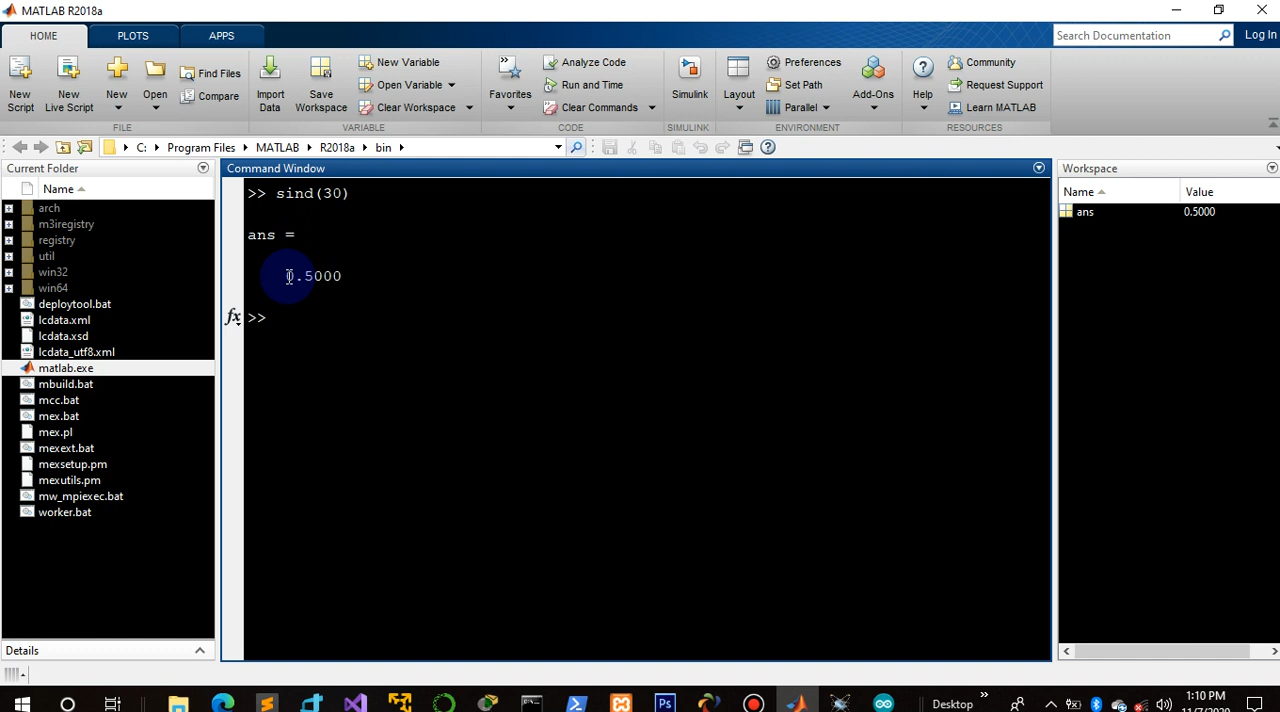 MATLAB R2018a
HOME PLOTS APPS
Search Documentation Log In
New Script
New Live Script
New
Open
Find Files
Compare
FILE
Import Data
Save Workspace
New Variable
Open Variable
Clear Workspace
VARIABLE
Favorites
Analyze Code
Run and Time
Clear Commands
CODE
Simulink
SIMULINK
Layout
Preferences
Set Path
Parallel
ENVIRONMENT
Add-Ons
Help
Community
Request Support
Learn MATLAB
RESOURCES
C: Program Files MATLAB R2018a bin
Current Folder
Name
arch
m3iregistry
registry
util
win32
win64
deploytool.bat
lcdata.xml
lcdata.xsd
lcdata_utf8.xml
matlab.exe
mbuild.bat
mcc.bat
mex.bat
mex.pl
mexext.bat
mexsetup.pm
mexutils.pm
mw_mpiexec.bat
worker.bat
Details
Command Window
>> sind(30)
ans =
0.5000
fx >>
Workspace
Name Value
ans 0.5000
Ps
Desktop
1:10 PM